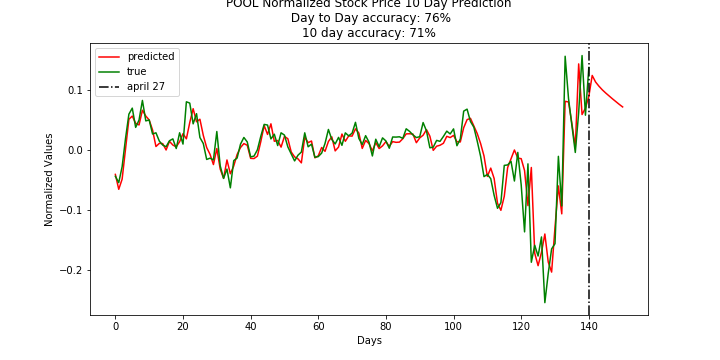 POOL Normalized Stock Price 10 Day Prediction
Day to Day accuracy: 76%
10 day accuracy: 71%
predicted
true
april 27
Normalized Values
0.1
0.0
−0.1
−0.2
0 20 40 60 80 100 120 140
Days